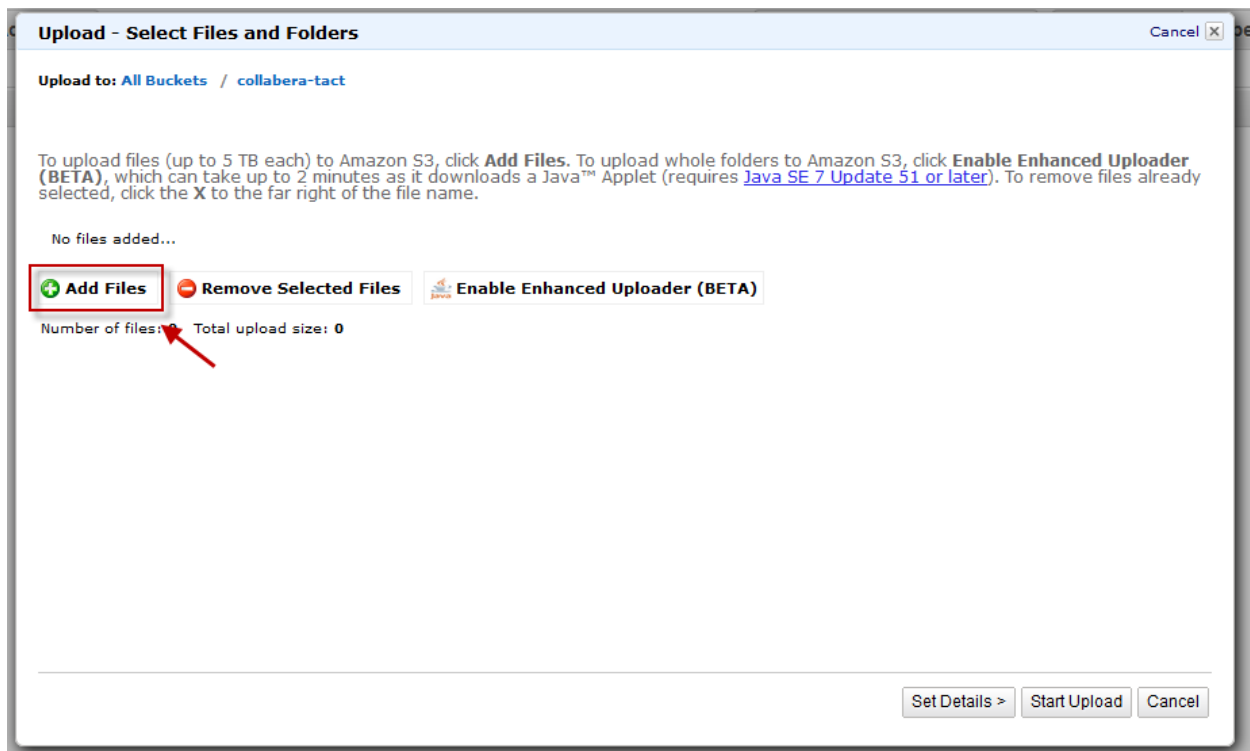 Upload - Select Files and Folders
Cancel
Upload to: All Buckets / collabera-tact
To upload files (up to 5 TB each) to Amazon S3, click Add Files. To upload whole folders to Amazon S3, click Enable Enhanced Uploader
(BETA), which can take up to 2 minutes as it downloads a Java™ Applet (requires Java SE 7 Update 51 or later). To remove files already
selected, click the X to the far right of the file name.
No files added...
Add Files Remove Selected Files Java Enable Enhanced Uploader (BETA)
Number of files: 0 Total upload size: 0
Set Details > Start Upload Cancel